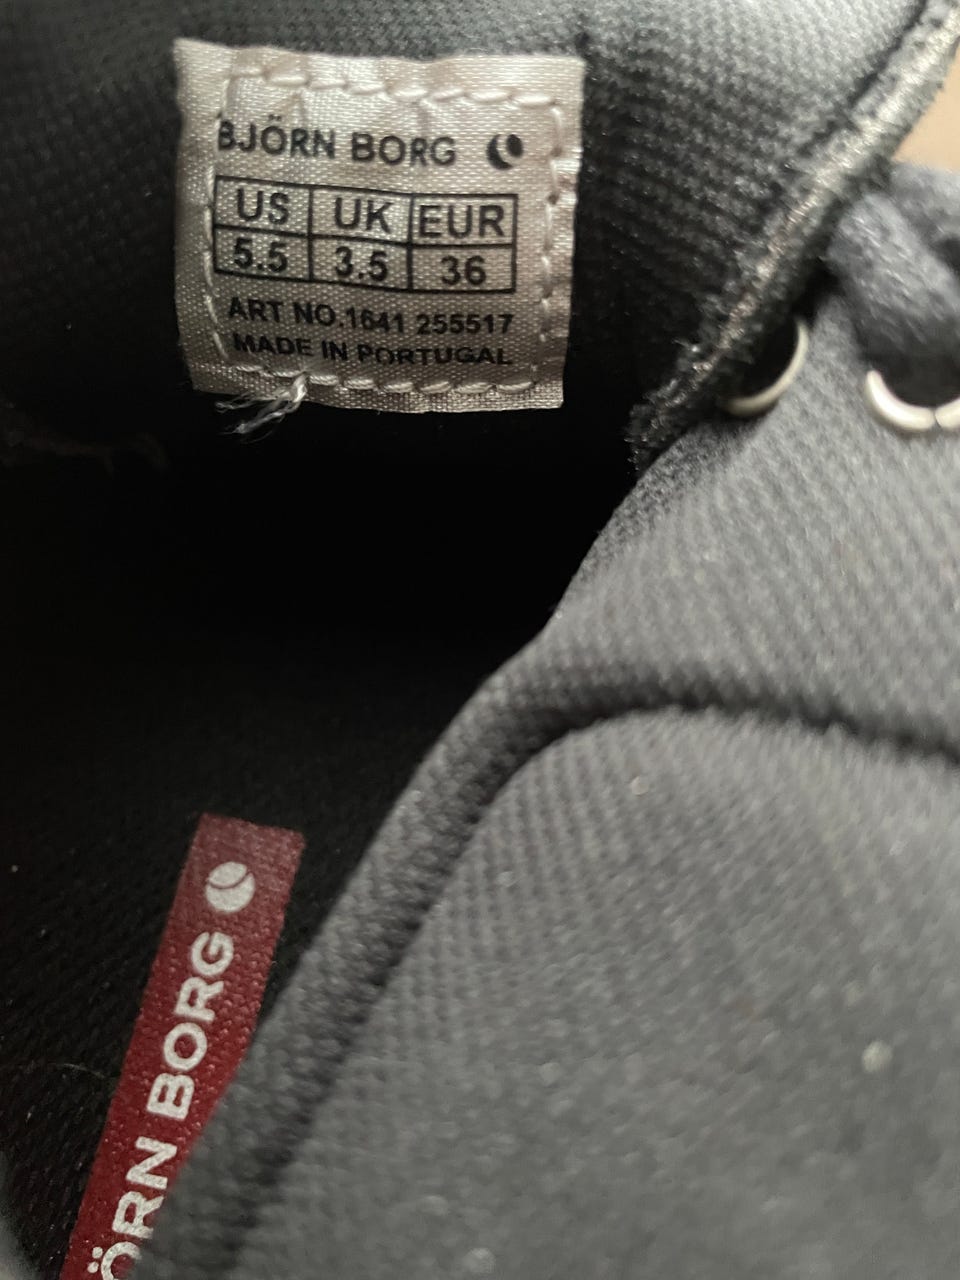 BJÖRN BORG
US UK EUR
5.5 3.5 36
ART NO.1641 255517
MADE IN PORTUGAL
ÖRN BORG